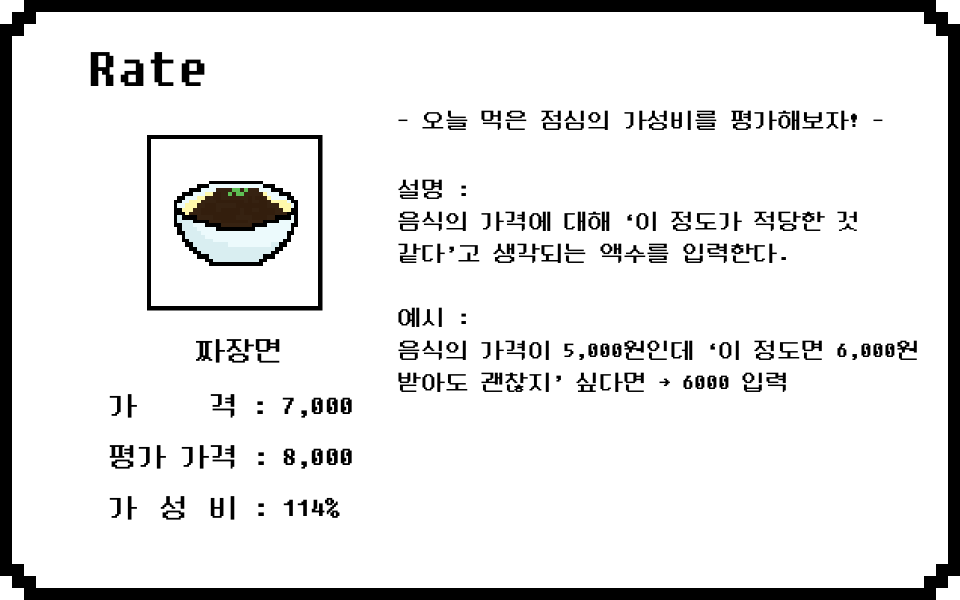 Rate
- 오늘 먹은 점심의 가성비를 평가해보자! -
설명 :
음식의 가격에 대해 ‘이 정도가 적당한 것
같다’고 생각되는 액수를 입력한다.
예시 :
음식의 가격이 5,000원인데 ‘이 정도면 6,000원
받아도 괜찮지’ 싶다면 → 6000 입력
짜장면
가 격 : 7,000
평가 가격 : 8,000
가 성 비 : 114%